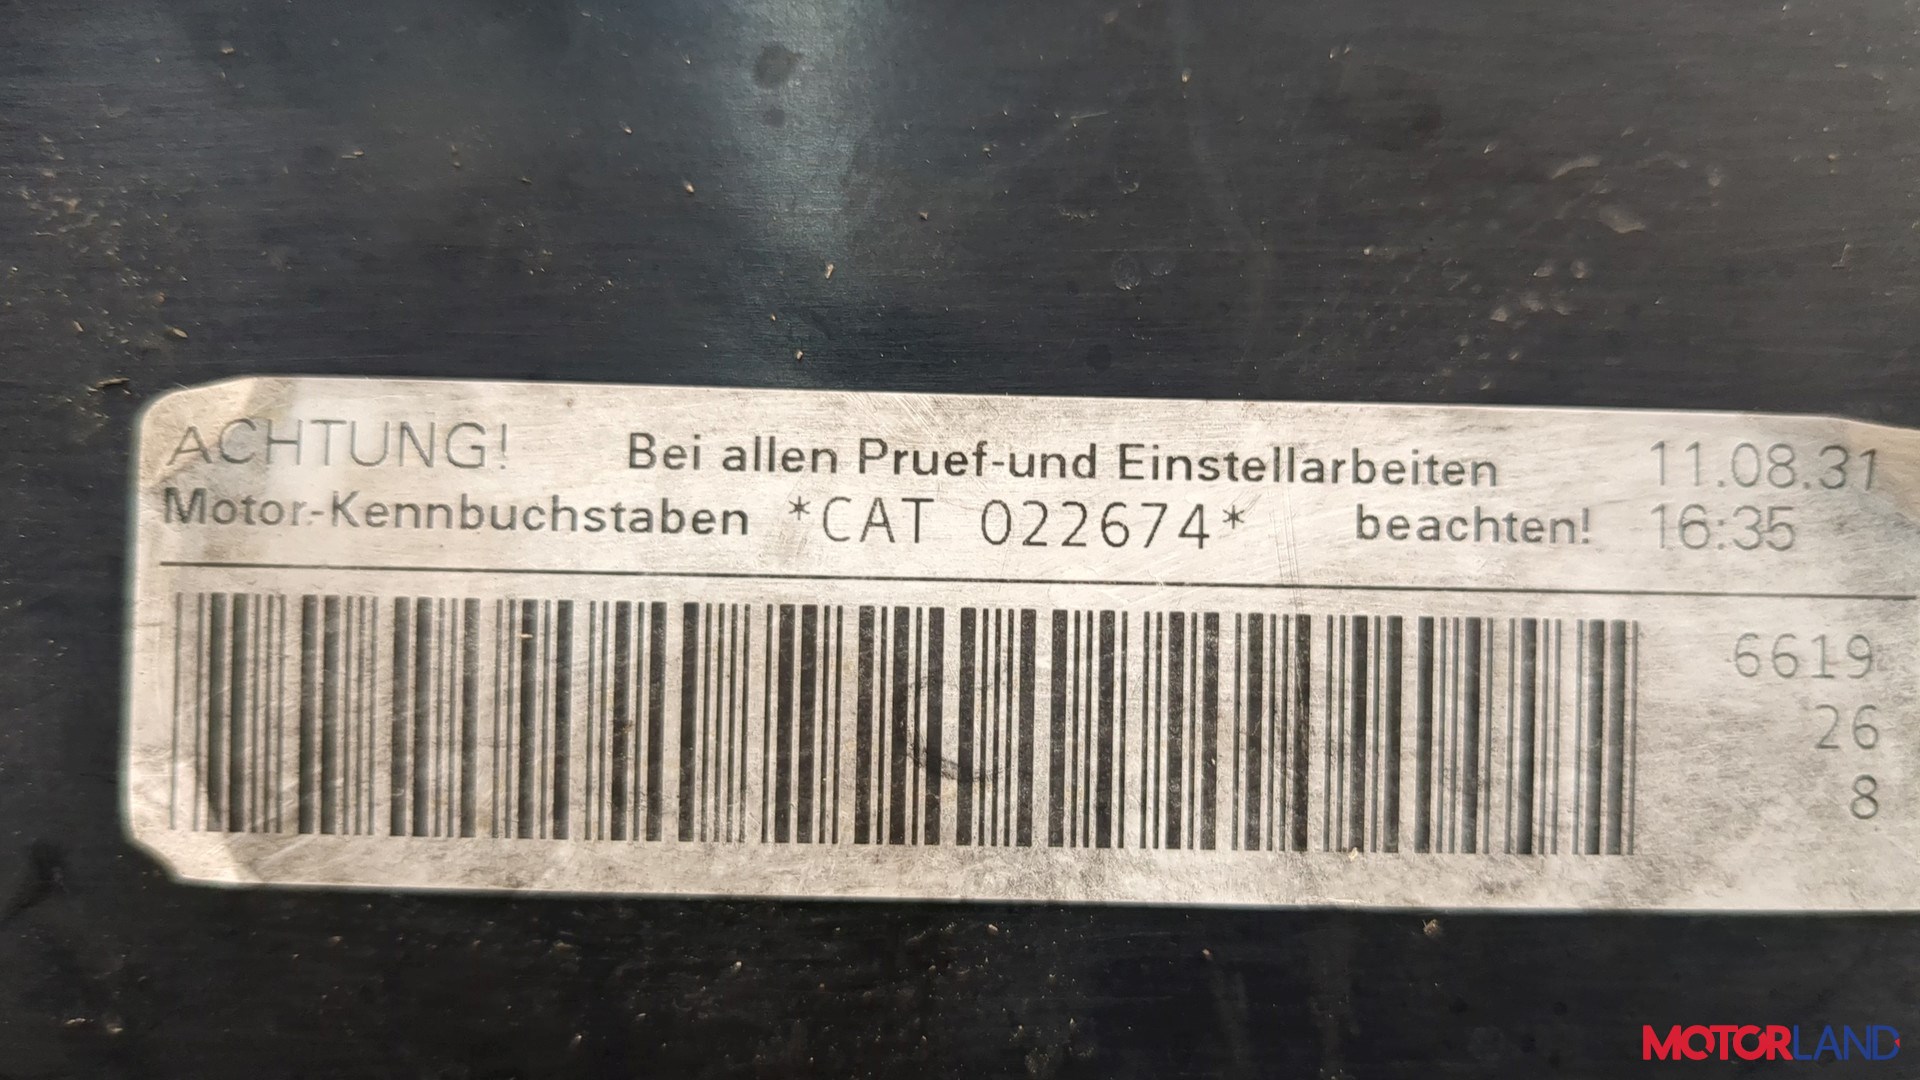 ACHTUNG! Bei allen Pruef-und Einstellarbeiten 11.08.31
Motor-Kennbuchstaben *CAT 022674* beachten! 16:35
6619
26
8
MOTORLAND